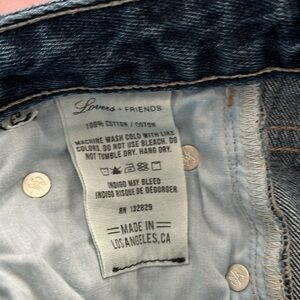 Lovers + FRIENDS
100% COTTON / COTON
MACHINE WASH COLD WITH LIKE
COLORS, DO NOT USE BLEACH. DO
NOT TUMBLE DRY. HANG DRY.
INDIGO MAY BLEED
INDIGO RISQUE DE DÉGORGER
RN 132829
MADE IN
LOS ANGELES, CA